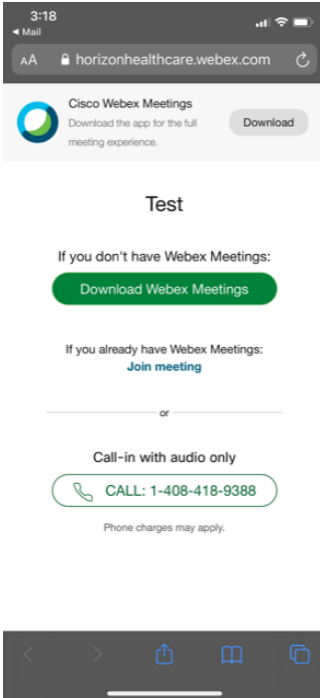 3:18
◀ Mail
AA horizonhealthcare.webex.com
Cisco Webex Meetings
Download the app for the full
meeting experience.
Download
Test
If you don't have Webex Meetings:
Download Webex Meetings
If you already have Webex Meetings:
Join meeting
or
Call-in with audio only
CALL: 1-408-418-9388
Phone charges may apply.